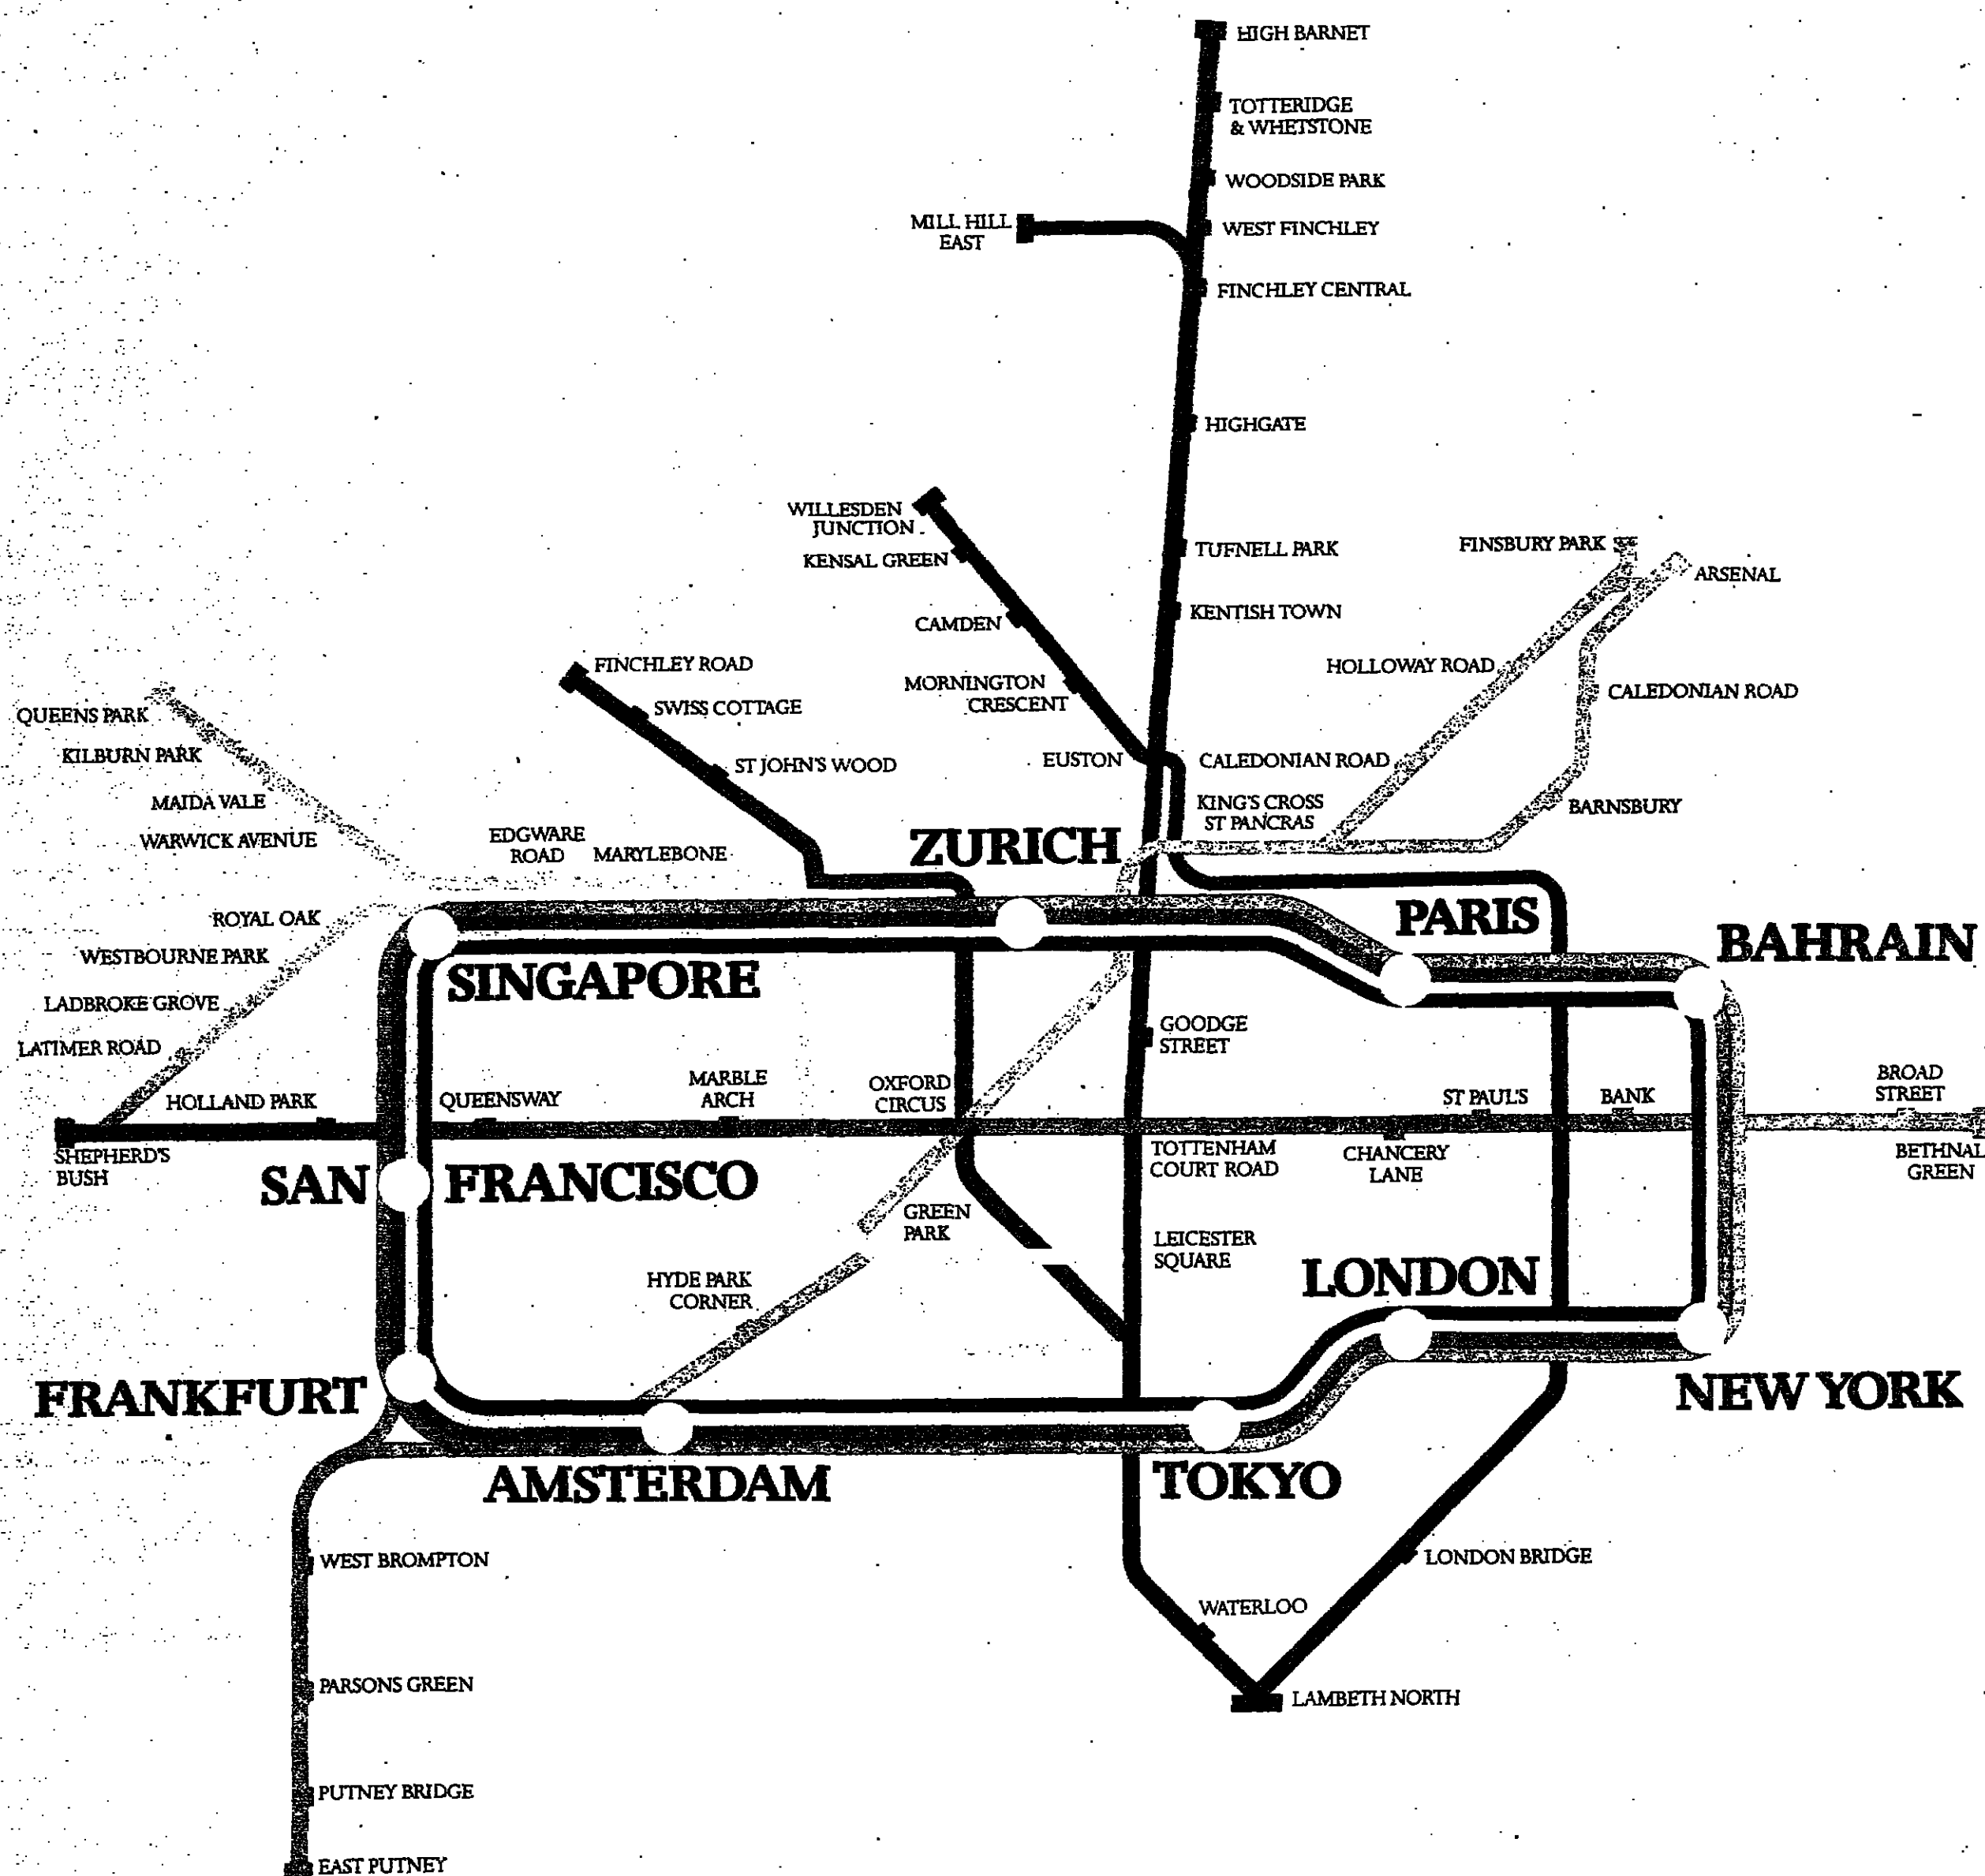 HIGH BARNET
TOTTERIDGE
& WHETSTONE
WOODSIDE PARK
MILL HILL
EAST
WEST FINCHLEY
FINCHLEY CENTRAL
HIGHGATE
WILLESDEN
JUNCTION
KENSAL GREEN
TUFNELL PARK
FINSBURY PARK
ARSENAL
CAMDEN
KENTISH TOWN
FINCHLEY ROAD
HOLLOWAY ROAD
MORNINGTON
CRESCENT
CALEDONIAN ROAD
SWISS COTTAGE
QUEENS PARK
KILBURN PARK
ST JOHN'S WOOD
EUSTON
CALEDONIAN ROAD
MAIDA VALE
KING'S CROSS
ST PANCRAS
BARNSBURY
WARWICK AVENUE
EDGWARE
ROAD
MARYLEBONE
ZURICH
ROYAL OAK
PARIS
BAHRAIN
WESTBOURNE PARK
SINGAPORE
LADBROKE GROVE
GOODGE
STREET
LATIMER ROAD
HOLLAND PARK
QUEENSWAY
MARBLE
ARCH
OXFORD
CIRCUS
ST PAUL'S
BANK
BROAD
STREET
SHEPHERD'S
BUSH
TOTTENHAM
COURT ROAD
CHANCERY
LANE
BETHNAL
GREEN
SAN FRANCISCO
GREEN
PARK
LEICESTER
SQUARE
HYDE PARK
CORNER
LONDON
FRANKFURT
NEW YORK
AMSTERDAM
TOKYO
WEST BROMPTON
LONDON BRIDGE
WATERLOO
PARSONS GREEN
LAMBETH NORTH
PUTNEY BRIDGE
EAST PUTNEY